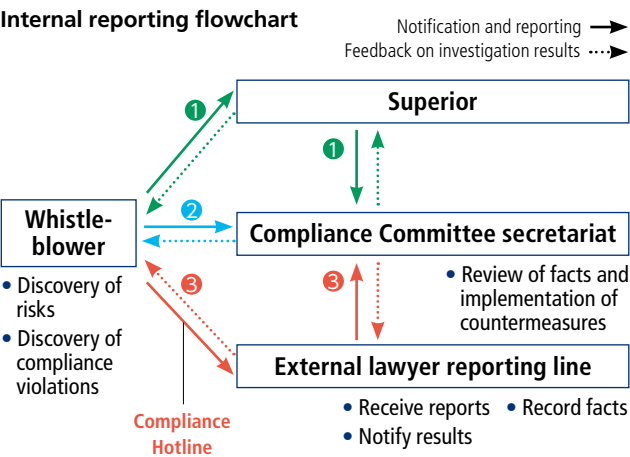 Internal reporting flowchart
Notification and reporting
Feedback on investigation results
Superior
1
1
Whistle-
blower
2
Compliance Committee secretariat
• Discovery of
risks
• Discovery of
compliance
violations
3
3
• Review of facts and
implementation of
countermeasures
External lawyer reporting line
Compliance
Hotline
• Receive reports • Record facts
• Notify results